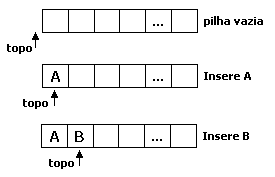 ... pilha vazia
topo
A ... Insere A
topo
A B ... Insere B
topo